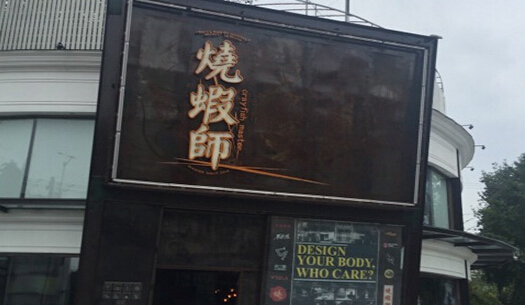 燒蝦師
crayfish master
DESIGN
YOUR BODY,
WHO CARE?